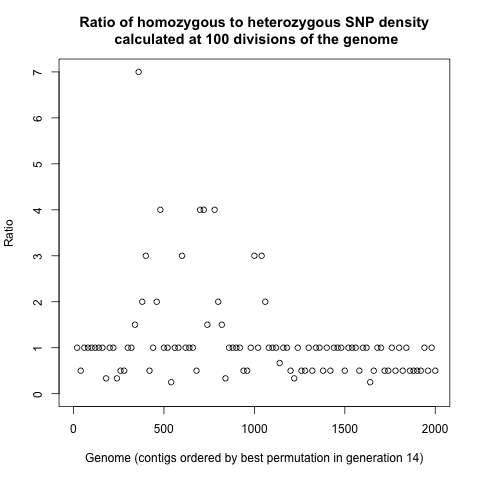 Ratio of homozygous to heterozygous SNP density
calculated at 100 divisions of the genome
Ratio
7
6
5
4
3
2
1
0
0 500 1000 1500 2000
Genome (contigs ordered by best permutation in generation 14)